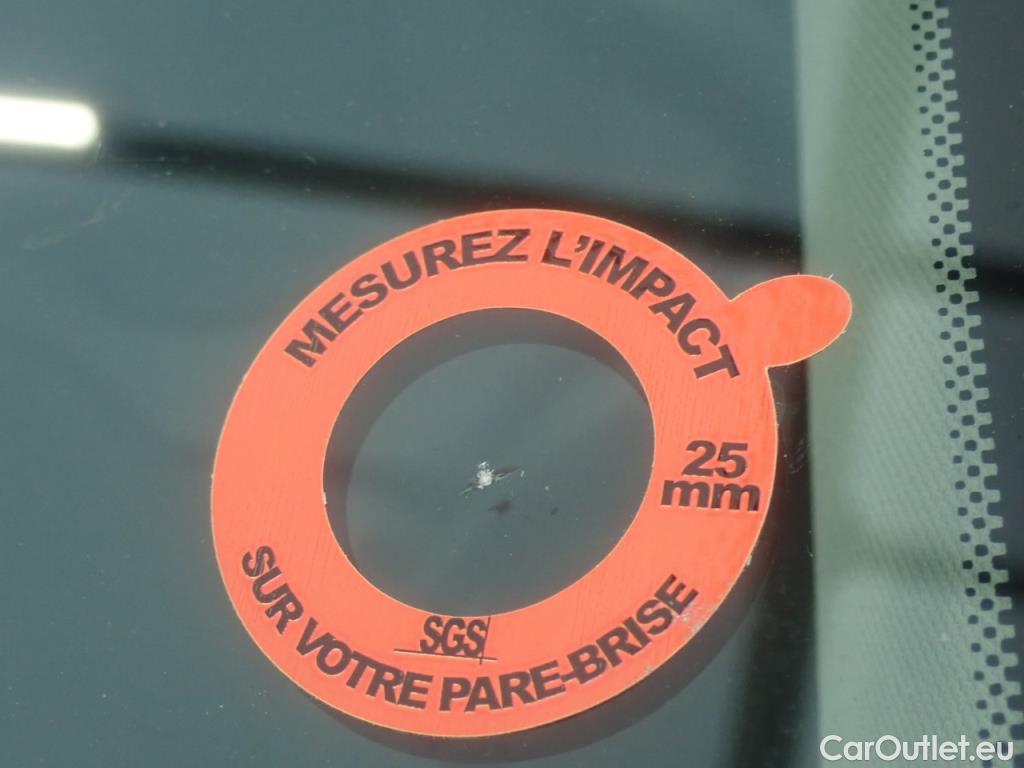 MESUREZ L'IMPACT
25
mm
SGS
SUR VOTRE PARE-BRISE
CarOutlet.eu